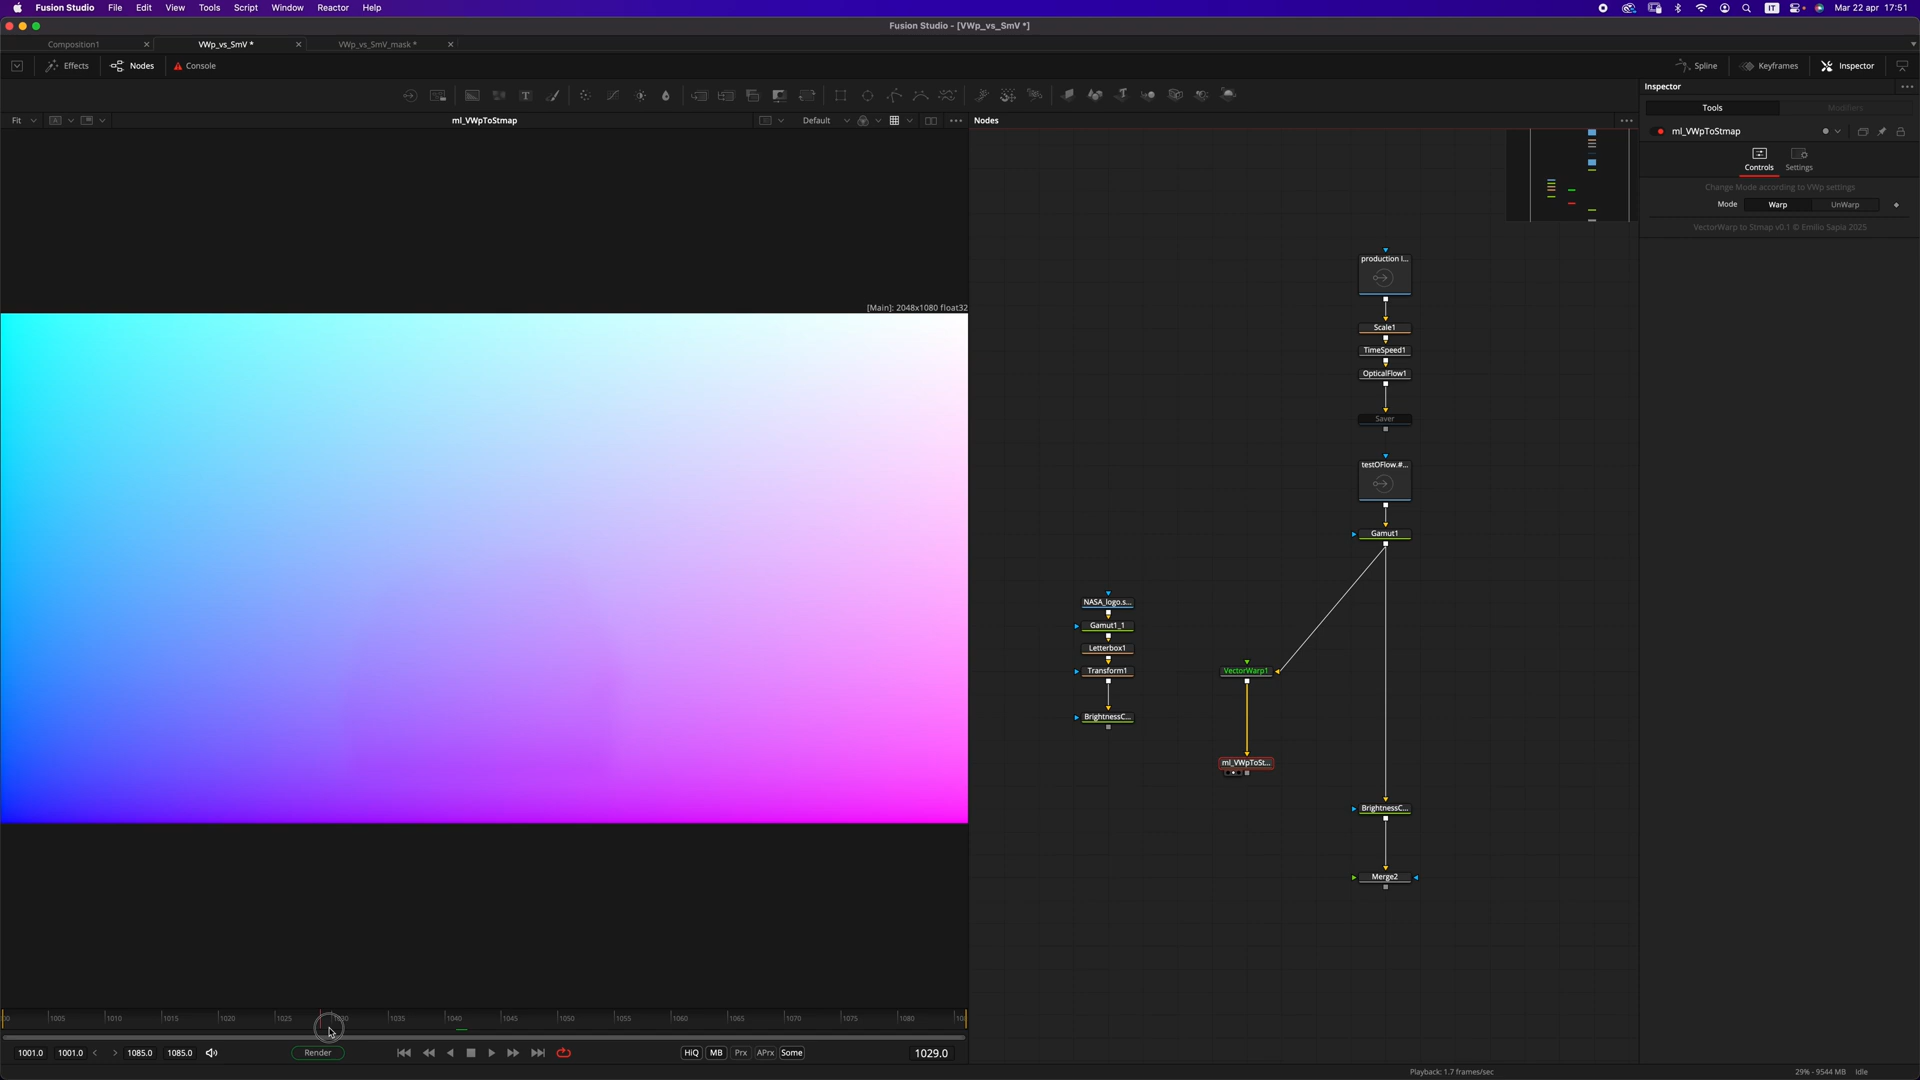 Fusion Studio File Edit View Tools Script Window Reactor Help
IT Mar 22 apr 17:51
Fusion Studio - [VWp_vs_SmV *]
Composition1 VWp_vs_SmV * VWp_vs_SmV_mask *
Effects Nodes Console Spline Keyframes Inspector
Fit Default
ml_VWpToStmap
Nodes
[Main]: 2048x1080 float32
production l...
Scale1
TimeSpeed1
OpticalFlow1
Saver
testOFlow.#...
Gamut1
NASA_logo.s...
Gamut1_1
Letterbox1
Transform1
BrightnessC...
VectorWarp1
ml_VWpToSt...
BrightnessC...
Merge2
Inspector
Tools Modifiers
ml_VWpToStmap
Controls Settings
Change Mode according to VWp settings
Mode Warp UnWarp
VectorWarp to Stmap v0.1 © Emilio Sapia 2025
1005 1010 1015 1020 1025 1030 1035 1040 1045 1050 1055 1060 1065 1070 1075 1080
1001.0 1001.0 1085.0 1085.0 Render HiQ MB Prx APrx Some 1029.0
Playback: 1.7 frames/sec 29% - 9544 MB Idle